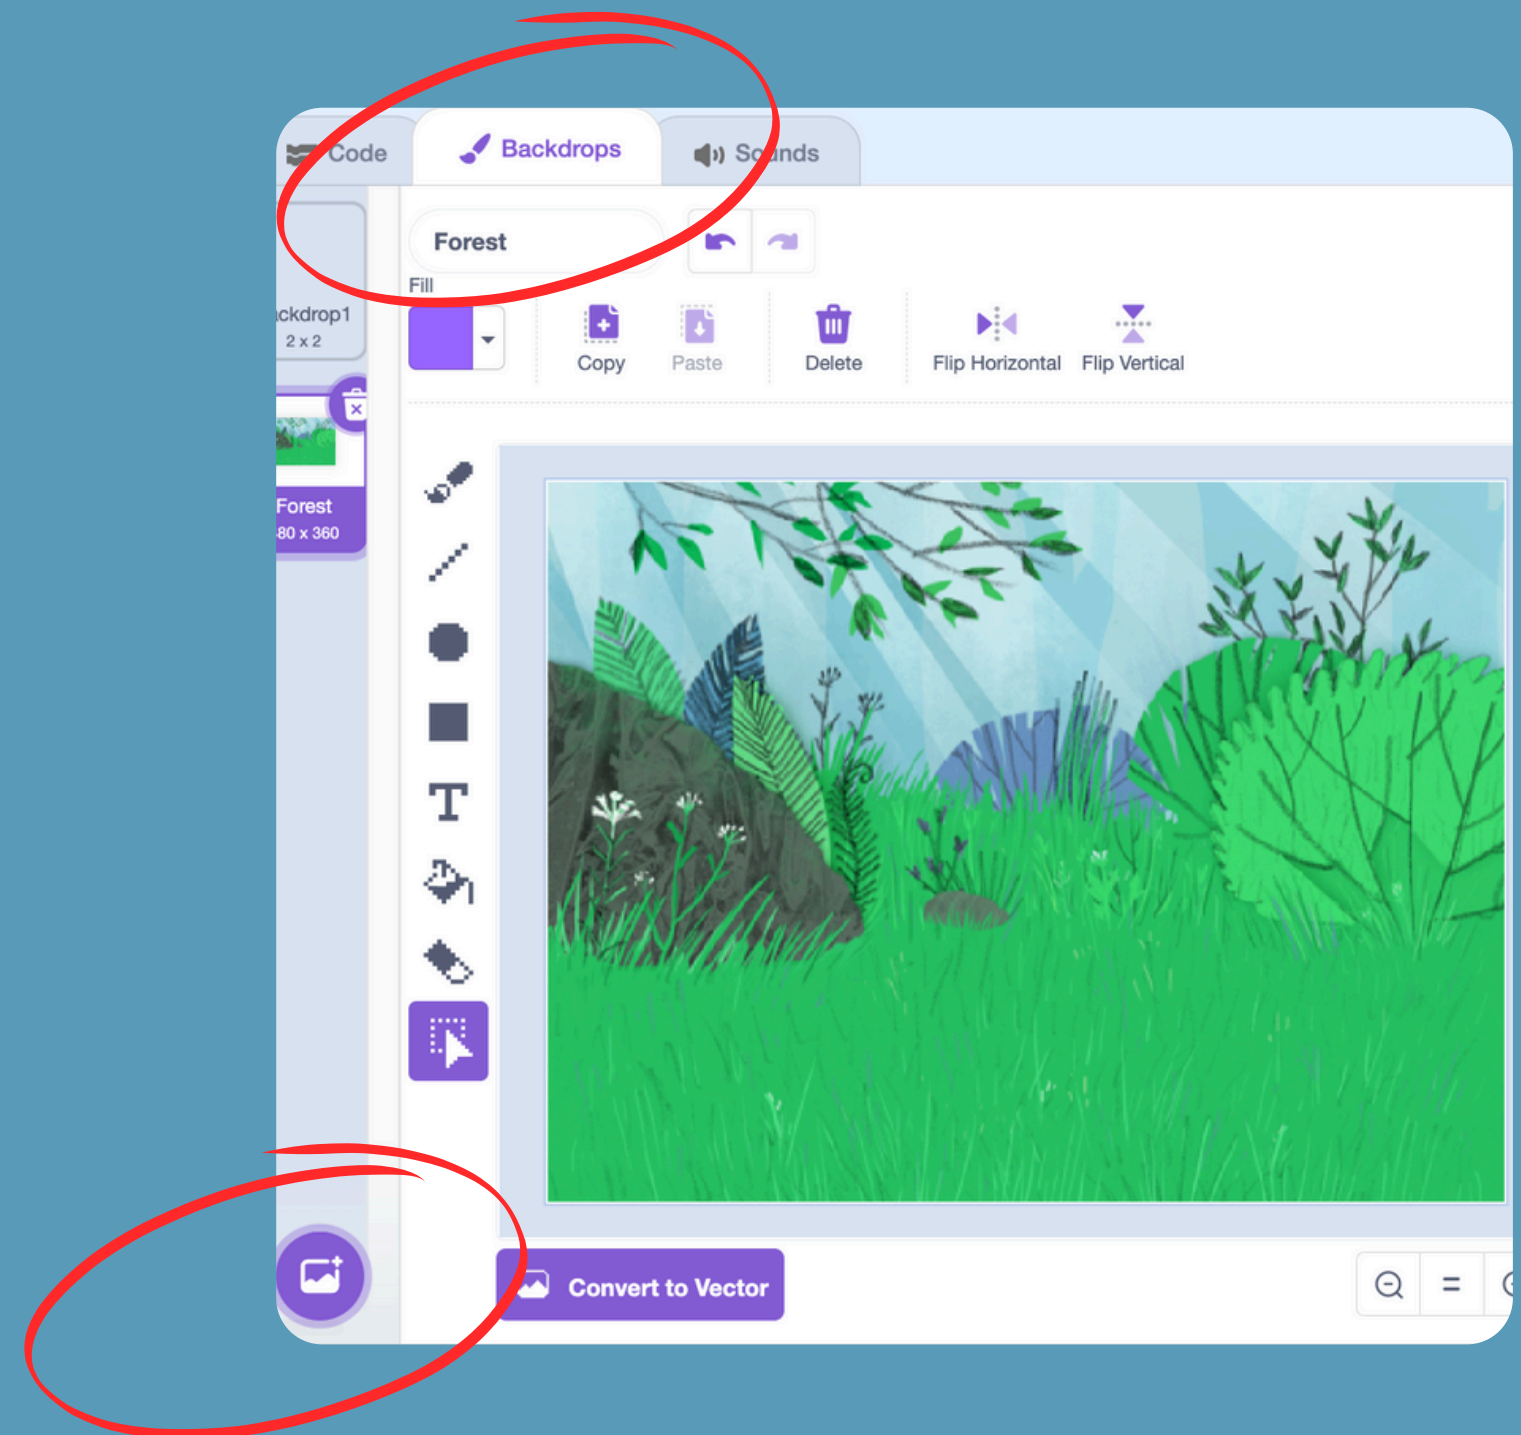 Code
Backdrops
Sounds
Forest
Fill
ckdrop1
2 x 2
Copy
Paste
Delete
Flip Horizontal
Flip Vertical
Forest
80 x 360
T
Convert to Vector